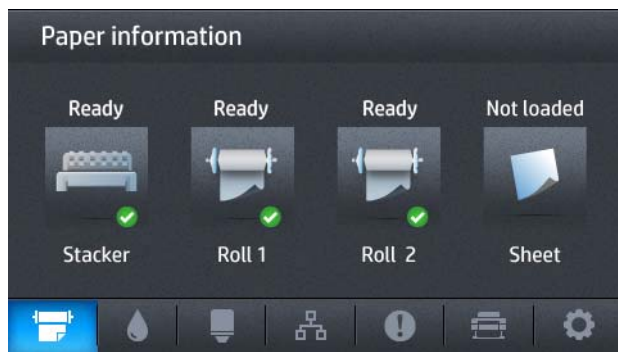 Paper information
Ready Ready Ready Not loaded
Stacker Roll 1 Roll 2 Sheet